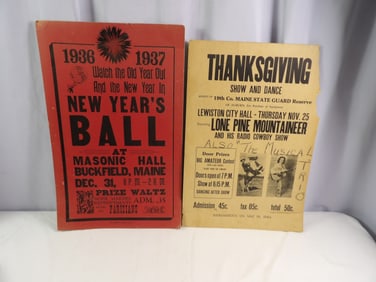 1936 1937
Watch the Old Year Out
And the New Year In
NEW YEAR'S
BALL
AT
MASONIC HALL
BUCKFIELD, MAINE
DEC. 31,
PRIZE WALTZ
ADM.
THANKSGIVING
SHOW AND DANCE
19th Co. MAINE STATE GUARD Reserve
LEWISTON CITY HALL - THURSDAY NOV. 25
LONE PINE MOUNTAINEER
AND HIS RADIO COWBOY SHOW
ALSO "The MUSICAL TRIO
Door Prizes
BIG AMATEUR Contest
Doors open at 7 P.M.
Show at 8:15 P.M.
DANCING AFTER SHOW
Admission, 45c. tax 05c. total 50c.